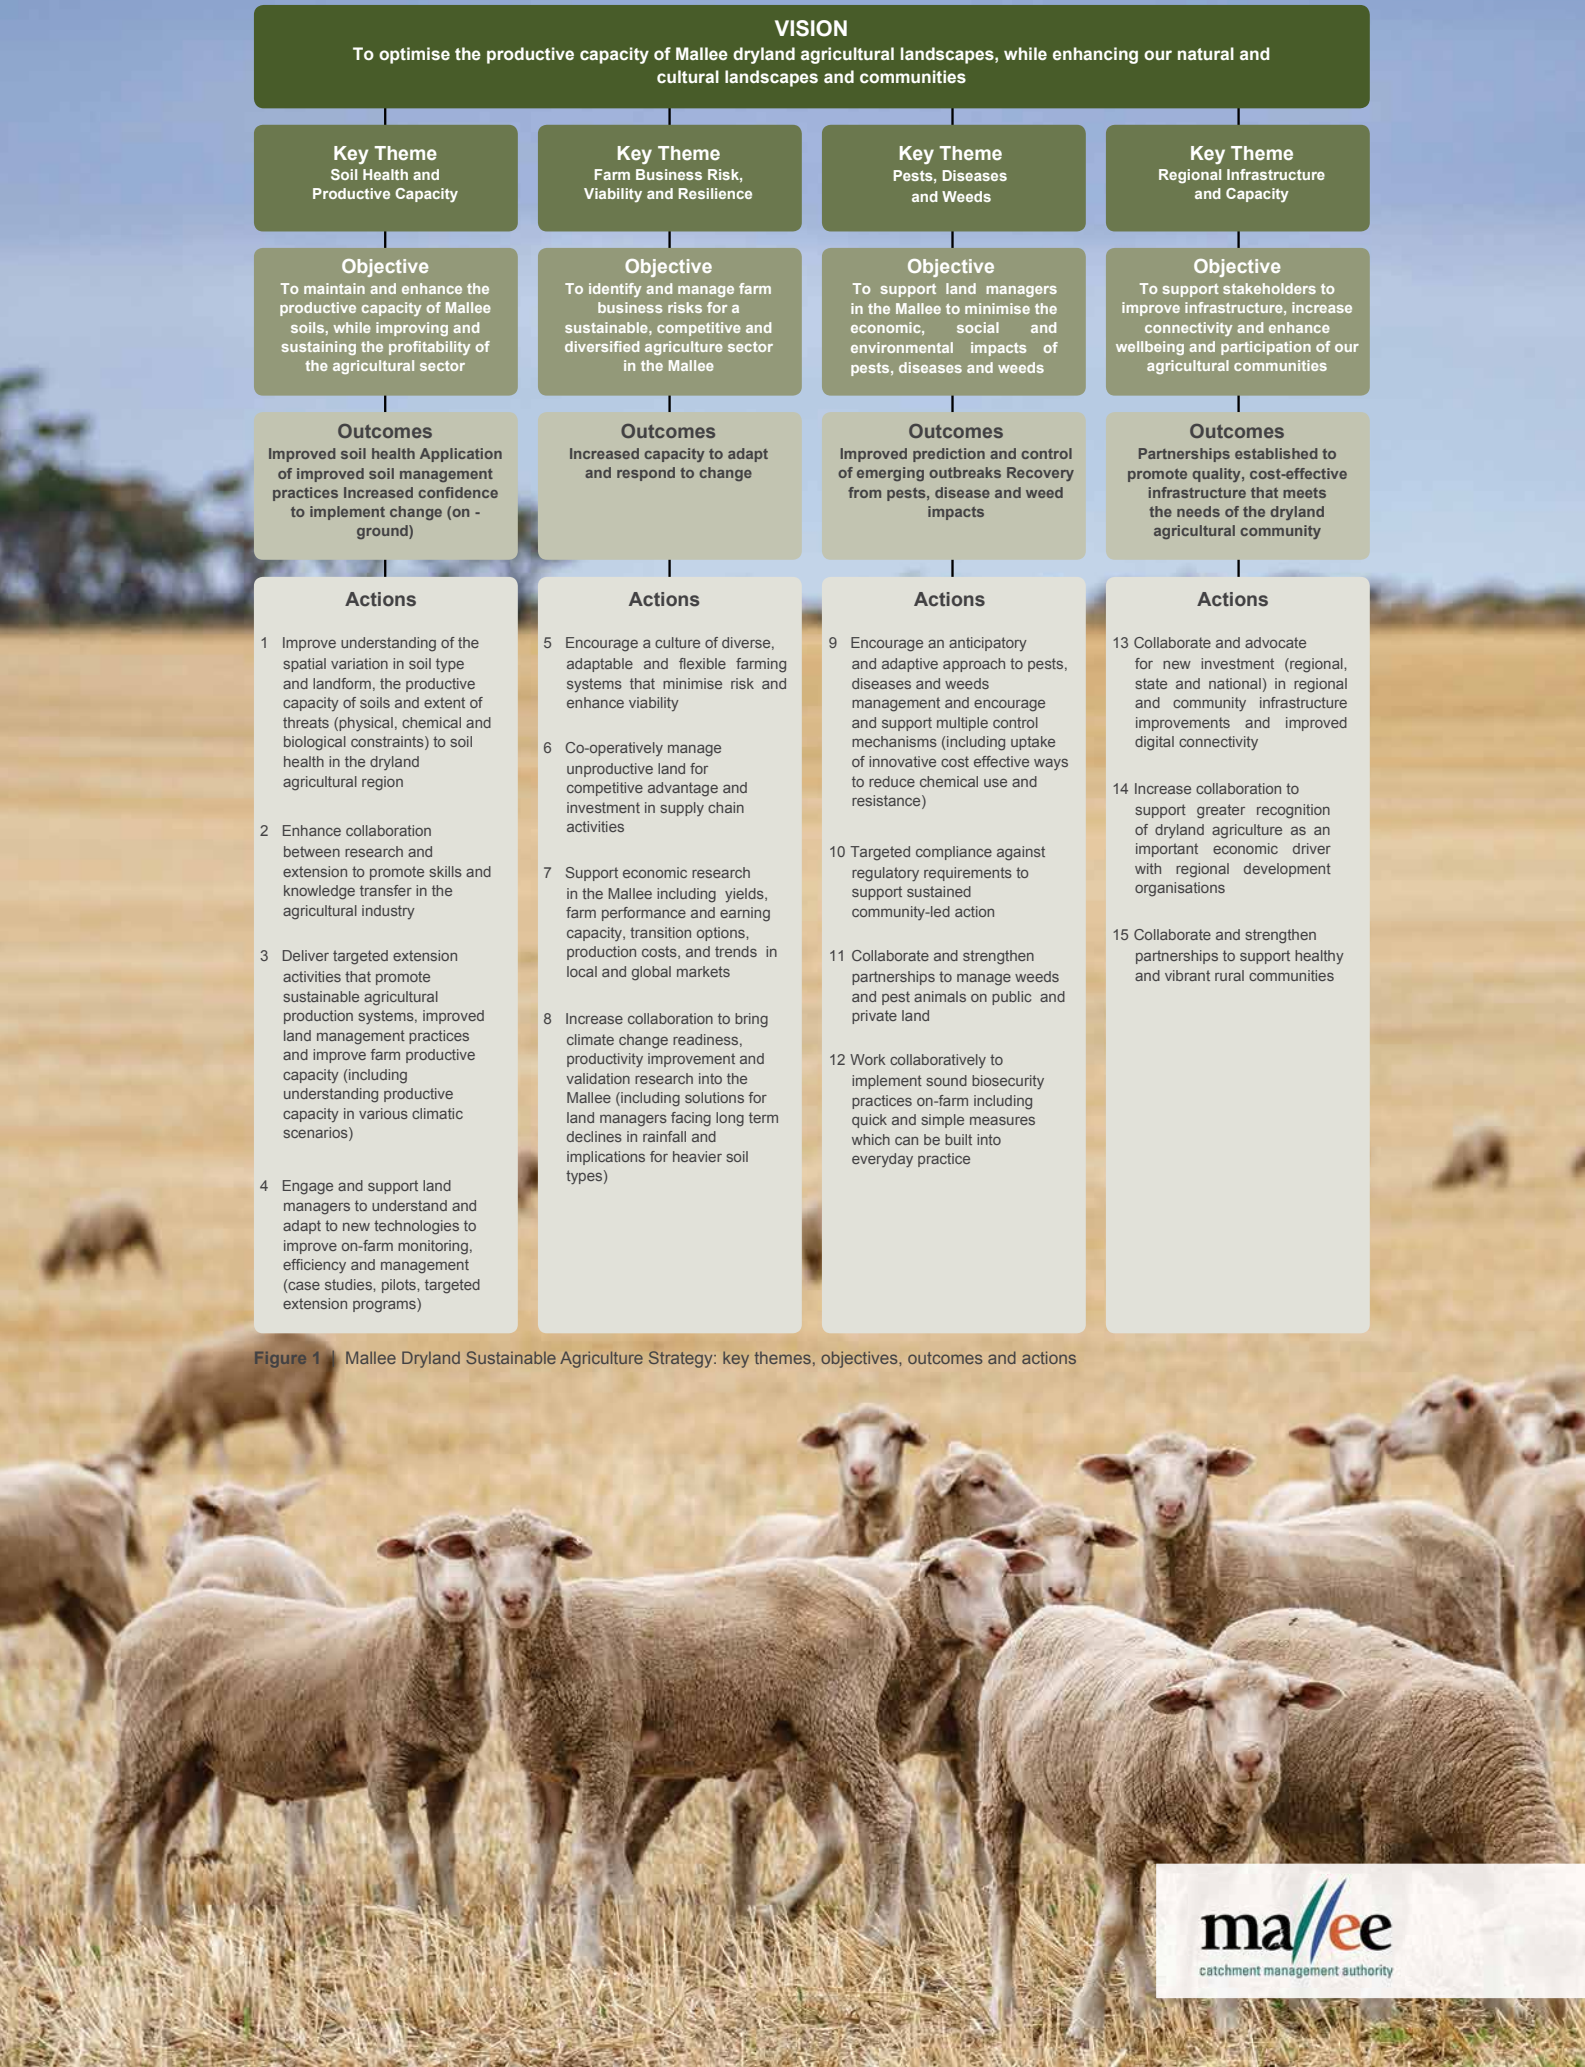 VISION
To optimise the productive capacity of Mallee dryland agricultural landscapes, while enhancing our natural and
cultural landscapes and communities
Key Theme
Soil Health and
Productive Capacity
Objective
To maintain and enhance the
productive capacity of Mallee
soils, while improving and
sustaining the profitability of
the agricultural sector
Outcomes
Improved soil health Application
of improved soil management
practices Increased confidence
to implement change (on -
ground)
Actions
1 Improve understanding of the
spatial variation in soil type
and landform, the productive
capacity of soils and extent of
threats (physical, chemical and
biological constraints) to soil
health in the dryland
agricultural region
2 Enhance collaboration
between research and
extension to promote skills and
knowledge transfer in the
agricultural industry
3 Deliver targeted extension
activities that promote
sustainable agricultural
production systems, improved
land management practices
and improve farm productive
capacity (including
understanding productive
capacity in various climatic
scenarios)
4 Engage and support land
managers to understand and
adapt to new technologies to
improve on-farm monitoring,
efficiency and management
(case studies, pilots, targeted
extension programs)
Key Theme
Farm Business Risk,
Viability and Resilience
Objective
To identify and manage farm
business risks for a
sustainable, competitive and
diversified agriculture sector
in the Mallee
Outcomes
Increased capacity to adapt
and respond to change
Actions
5 Encourage a culture of diverse,
adaptable and flexible farming
systems that minimise risk and
enhance viability
6 Co-operatively manage
unproductive land for
competitive advantage and
investment in supply chain
activities
7 Support economic research
in the Mallee including yields,
farm performance and earning
capacity, transition options,
production costs, and trends in
local and global markets
8 Increase collaboration to bring
climate change readiness,
productivity improvement and
validation research into the
Mallee (including solutions for
land managers facing long term
declines in rainfall and
implications for heavier soil
types)
Key Theme
Pests, Diseases
and Weeds
Objective
To support land managers
in the Mallee to minimise the
economic, social and
environmental impacts of
pests, diseases and weeds
Outcomes
Improved prediction and control
of emerging outbreaks Recovery
from pests, disease and weed
impacts
Actions
9 Encourage an anticipatory
and adaptive approach to pests,
diseases and weeds
management and encourage
and support multiple control
mechanisms (including uptake
of innovative cost effective ways
to reduce chemical use and
resistance)
10 Targeted compliance against
regulatory requirements to
support sustained
community-led action
11 Collaborate and strengthen
partnerships to manage weeds
and pest animals on public and
private land
12 Work collaboratively to
implement sound biosecurity
practices on-farm including
quick and simple measures
which can be built into
everyday practice
Key Theme
Regional Infrastructure
and Capacity
Objective
To support stakeholders to
improve infrastructure, increase
connectivity and enhance
wellbeing and participation of our
agricultural communities
Outcomes
Partnerships established to
promote quality, cost-effective
infrastructure that meets
the needs of the dryland
agricultural community
Actions
13 Collaborate and advocate
for new investment (regional,
state and national) in regional
and community infrastructure
improvements and improved
digital connectivity
14 Increase collaboration to
support greater recognition
of dryland agriculture as an
important economic driver
with regional development
organisations
15 Collaborate and strengthen
partnerships to support healthy
and vibrant rural communities
Figure 1 | Mallee Dryland Sustainable Agriculture Strategy: key themes, objectives, outcomes and actions
mallee
catchment management authority